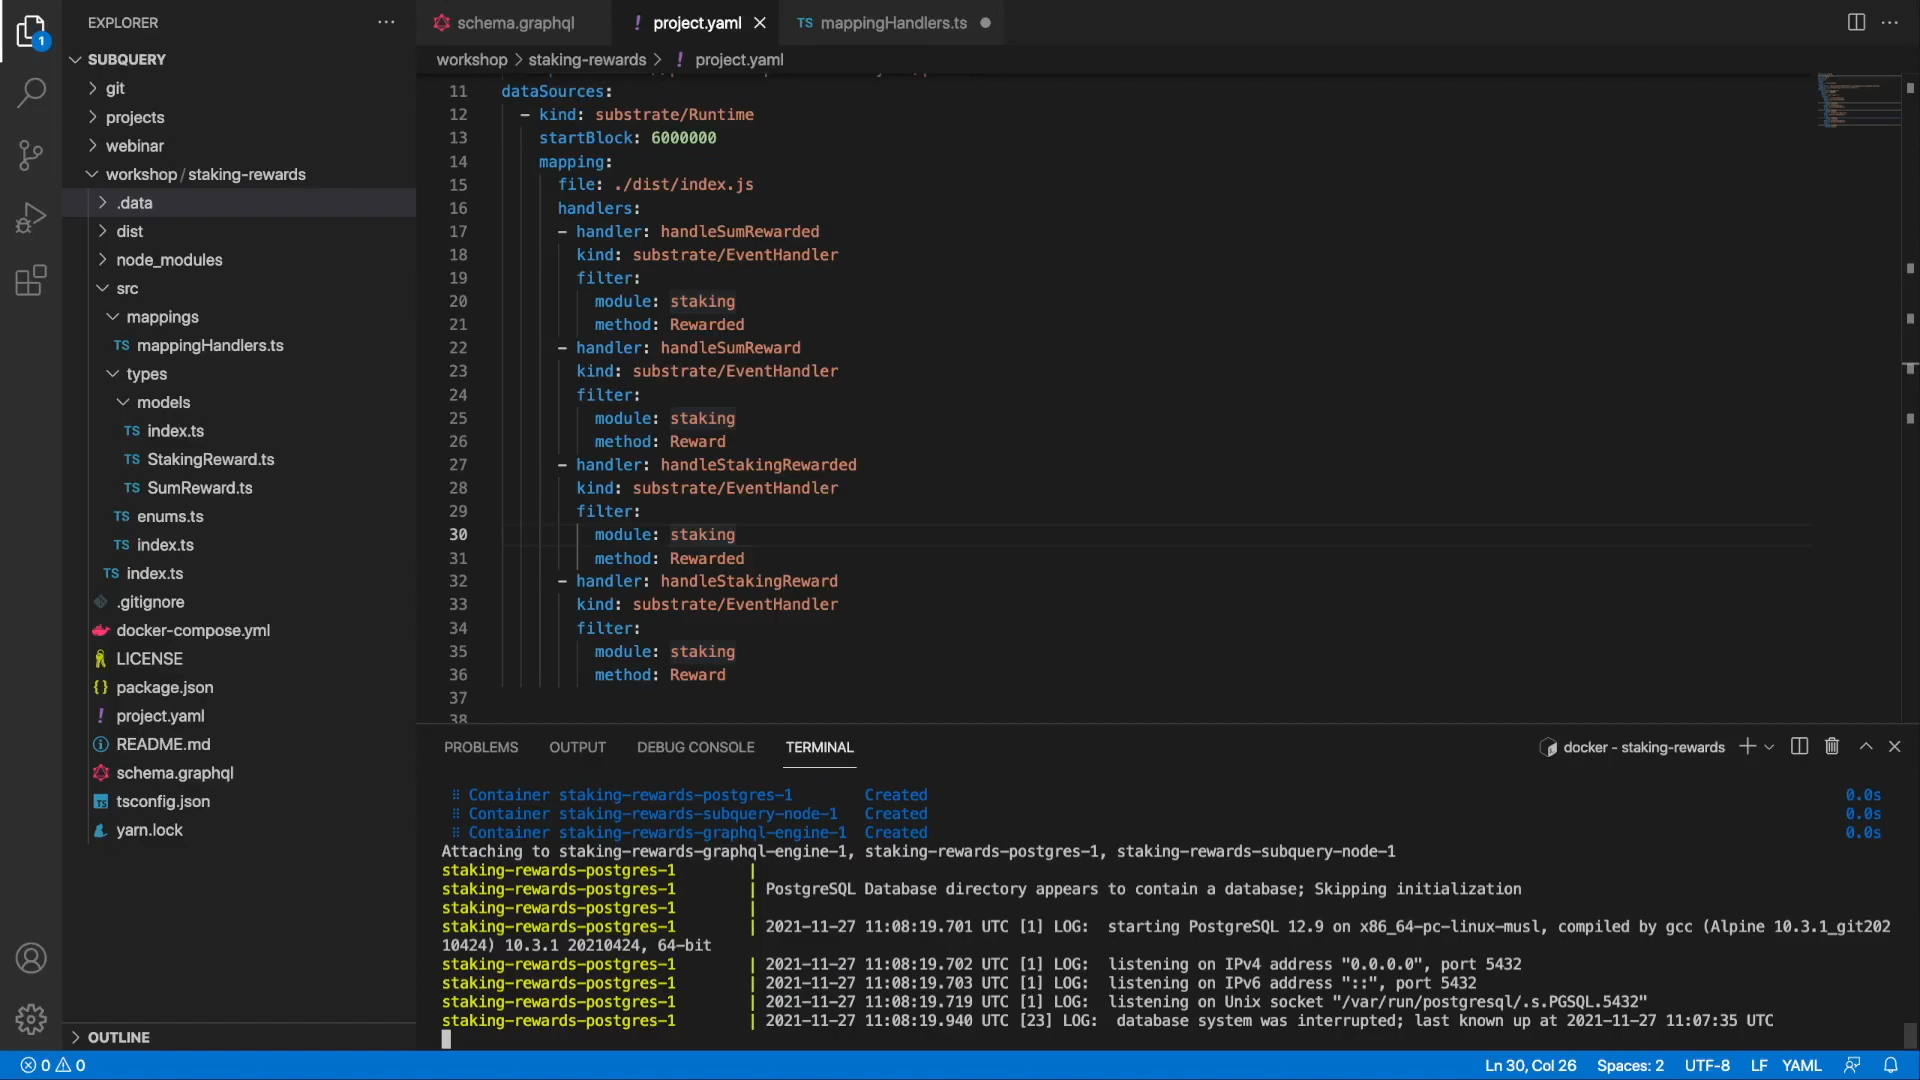 EXPLORER
SUBQUERY
git
projects
webinar
workshop / staking-rewards
.data
dist
node_modules
src
mappings
TS mappingHandlers.ts
types
models
TS index.ts
TS StakingReward.ts
TS SumReward.ts
TS enums.ts
TS index.ts
TS index.ts
.gitignore
docker-compose.yml
LICENSE
{} package.json
! project.yaml
README.md
schema.graphql
TS tsconfig.json
yarn.lock
OUTLINE
1
schema.graphql
! project.yaml
TS mappingHandlers.ts
workshop > staking-rewards > ! project.yaml
11 dataSources:
12 - kind: substrate/Runtime
13 startBlock: 6000000
14 mapping:
15 file: ./dist/index.js
16 handlers:
17 - handler: handleSumRewarded
18 kind: substrate/EventHandler
19 filter:
20 module: staking
21 method: Rewarded
22 - handler: handleSumReward
23 kind: substrate/EventHandler
24 filter:
25 module: staking
26 method: Reward
27 - handler: handleStakingRewarded
28 kind: substrate/EventHandler
29 filter:
30 module: staking
31 method: Rewarded
32 - handler: handleStakingReward
33 kind: substrate/EventHandler
34 filter:
35 module: staking
36 method: Reward
37
38
PROBLEMS OUTPUT DEBUG CONSOLE TERMINAL
docker - staking-rewards
Container staking-rewards-postgres-1 Created 0.0s
Container staking-rewards-subquery-node-1 Created 0.0s
Container staking-rewards-graphql-engine-1 Created 0.0s
Attaching to staking-rewards-graphql-engine-1, staking-rewards-postgres-1, staking-rewards-subquery-node-1
staking-rewards-postgres-1 |
staking-rewards-postgres-1 | PostgreSQL Database directory appears to contain a database; Skipping initialization
staking-rewards-postgres-1 |
staking-rewards-postgres-1 | 2021-11-27 11:08:19.701 UTC [1] LOG: starting PostgreSQL 12.9 on x86_64-pc-linux-musl, compiled by gcc (Alpine 10.3.1_git202
10424) 10.3.1 20210424, 64-bit
staking-rewards-postgres-1 | 2021-11-27 11:08:19.702 UTC [1] LOG: listening on IPv4 address "0.0.0.0", port 5432
staking-rewards-postgres-1 | 2021-11-27 11:08:19.703 UTC [1] LOG: listening on IPv6 address "::", port 5432
staking-rewards-postgres-1 | 2021-11-27 11:08:19.719 UTC [1] LOG: listening on Unix socket "/var/run/postgresql/.s.PGSQL.5432"
staking-rewards-postgres-1 | 2021-11-27 11:08:19.940 UTC [23] LOG: database system was interrupted; last known up at 2021-11-27 11:07:35 UTC
0 0
Ln 30, Col 26 Spaces: 2 UTF-8 LF YAML